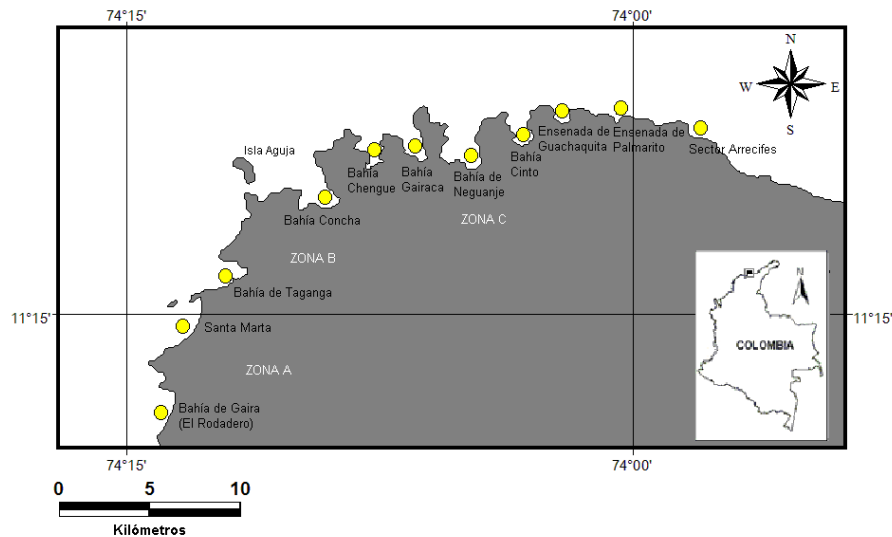 74°15'
74°00'
N
W
E
S
Isla Aguja
Bahía
Chengue
Bahía
Gairaca
Bahía de
Neguanje
Bahía
Cinto
Ensenada de
Guachaquita
Ensenada de
Palmarito
Sector Arrecifes
Bahía Concha
ZONA C
ZONA B
Bahía de Taganga
11°15'
11°15'
Santa Marta
ZONA A
Bahía de Gaira
(El Rodadero)
N
COLOMBIA
74°15'
74°00'
0
5
10
Kilómetros